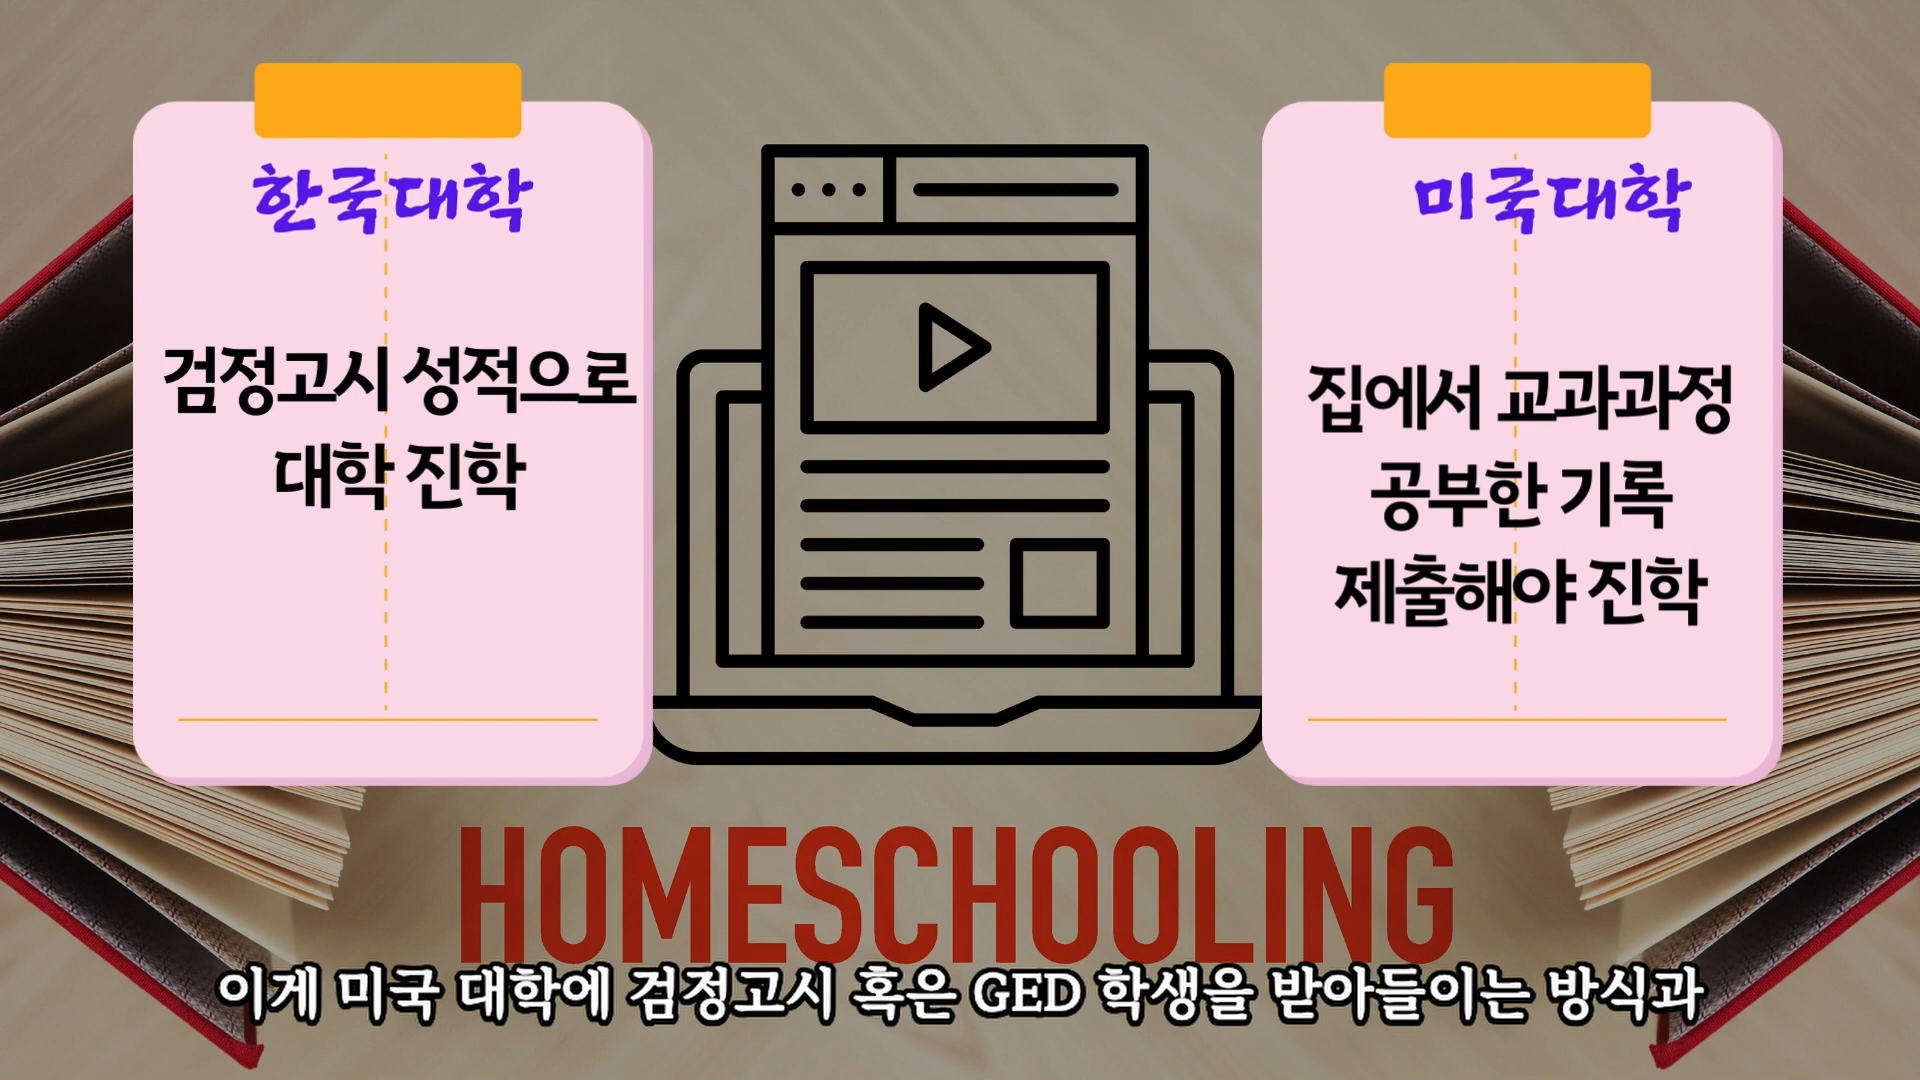 한국대학
검정고시 성적으로
대학 진학
미국대학
집에서 교과과정
공부한 기록
제출해야 진학
HOMESCHOOLING
이게 미국 대학에 검정고시 혹은 GED 학생을 받아들이는 방식과